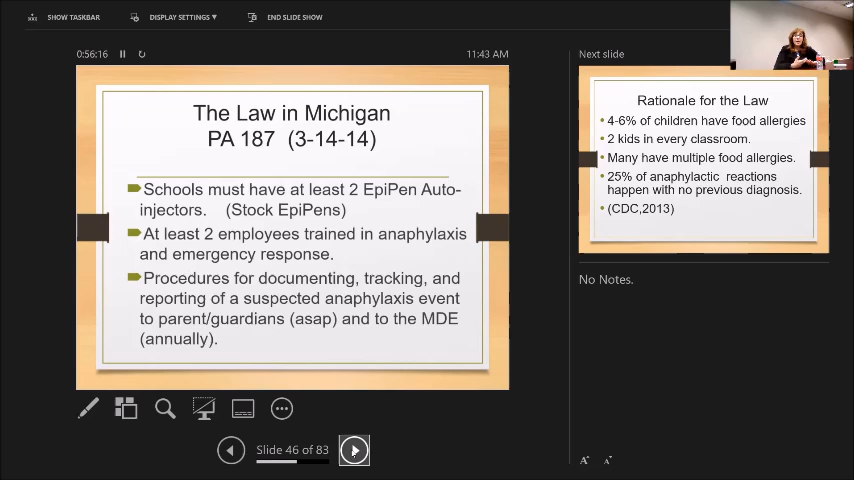 SHOW TASKBAR
DISPLAY SETTINGS ▼
END SLIDE SHOW
0:56:16
11:43 AM
The Law in Michigan
PA 187 (3-14-14)
Schools must have at least 2 EpiPen Auto-
injectors. (Stock EpiPens)
At least 2 employees trained in anaphylaxis
and emergency response.
Procedures for documenting, tracking, and
reporting of a suspected anaphylaxis event
to parent/guardians (asap) and to the MDE
(annually).
Slide 46 of 83
Next slide
Rationale for the Law
• 4-6% of children have food allergies
• 2 kids in every classroom.
• Many have multiple food allergies.
• 25% of anaphylactic reactions
happen with no previous diagnosis.
• (CDC,2013)
No Notes.
A A